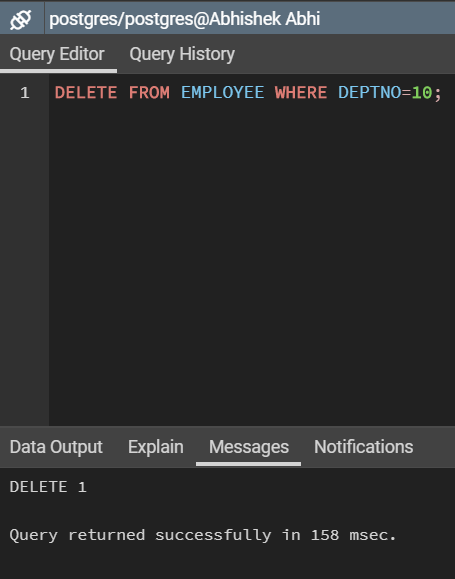 postgres/postgres@Abhishek Abhi
Query Editor Query History
1 DELETE FROM EMPLOYEE WHERE DEPTNO=10;
Data Output Explain Messages Notifications
DELETE 1
Query returned successfully in 158 msec.